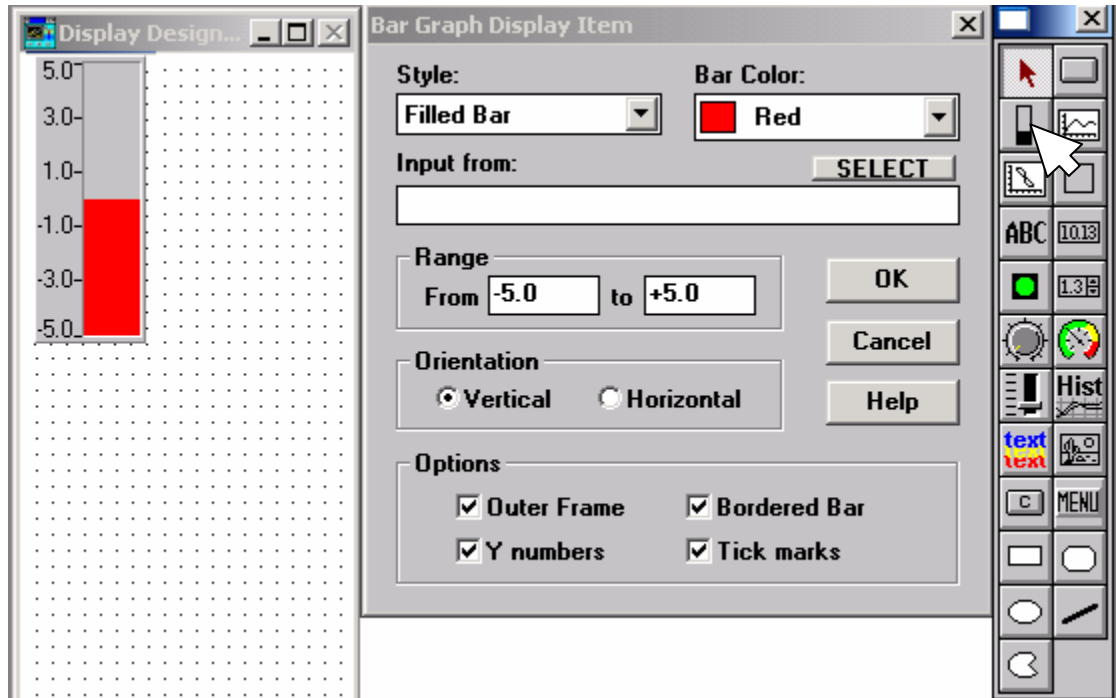 Display Design...
5.0
3.0
1.0
-1.0
-3.0
-5.0
Bar Graph Display Item
Style:
Bar Color:
Filled Bar
Red
Input from:
SELECT
Range
From -5.0 to +5.0
OK
Cancel
Orientation
Vertical
Horizontal
Help
Options
Outer Frame
Bordered Bar
Y numbers
Tick marks
ABC
10.13
1.3
Hist
text
text
C
MENU